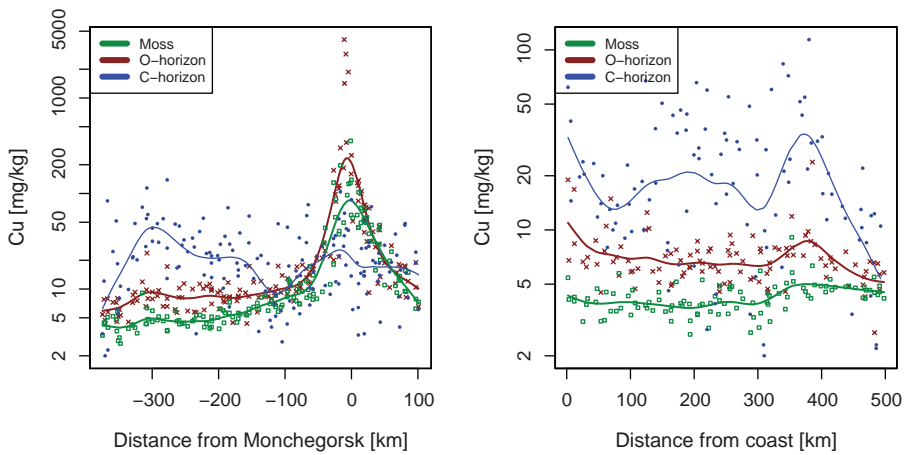 Moss
O−horizon
C−horizon
5000
1000
200
50
20
10
5
2
Cu [mg/kg]
−300 −200 −100 0 100
Distance from Monchegorsk [km]
Moss
O−horizon
C−horizon
100
50
20
10
5
2
Cu [mg/kg]
0 100 200 300 400 500
Distance from coast [km]